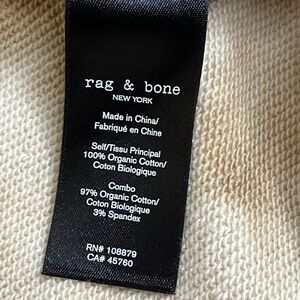 rag & bone
NEW YORK
Made in China/
Fabriqué en Chine
Self/Tissu Principal
100% Organic Cotton/
Coton Biologique
Combo
97% Organic Cotton/
Coton Biologique
3% Spandex
RN# 108879
CA# 45760